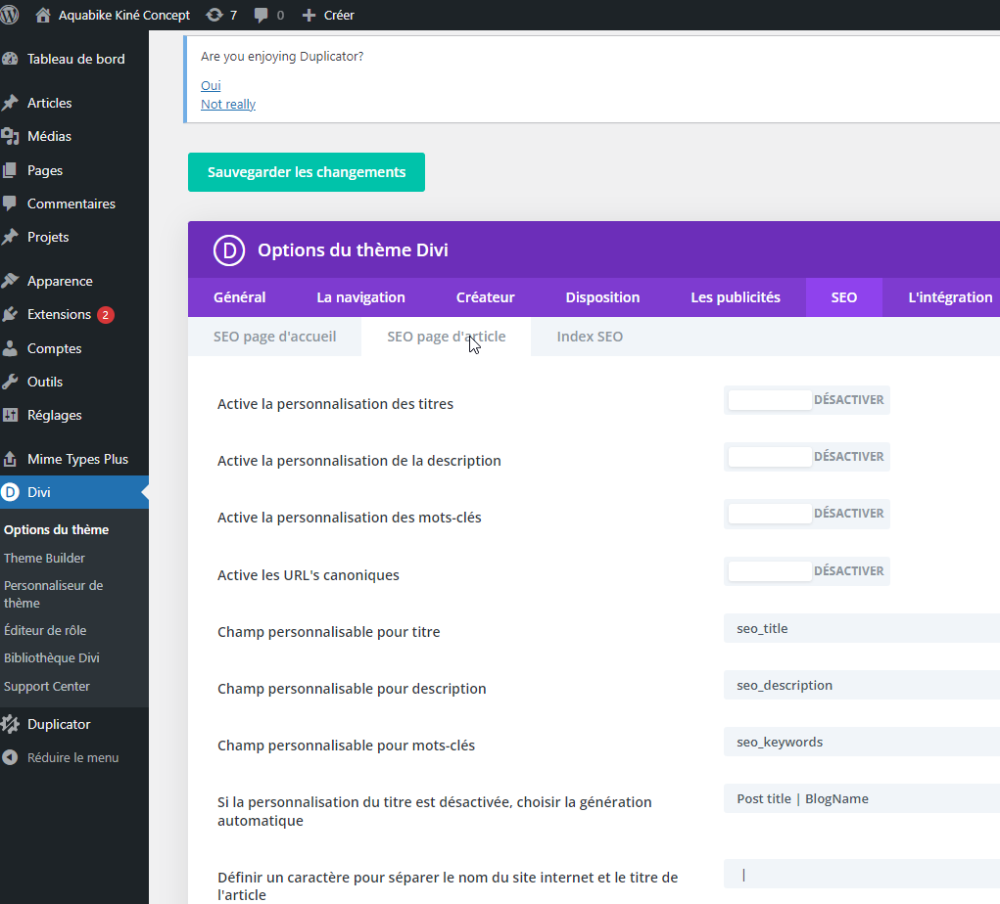 Aquabike Kiné Concept 7 0 Créer
Tableau de bord
Articles
Médias
Pages
Commentaires
Projets
Apparence
Extensions 2
Comptes
Outils
Réglages
Mime Types Plus
Divi
Options du thème
Theme Builder
Personnaliseur de
thème
Éditeur de rôle
Bibliothèque Divi
Support Center
Duplicator
Réduire le menu
Are you enjoying Duplicator?
Oui
Not really
Sauvegarder les changements
D Options du thème Divi
Général La navigation Créateur Disposition Les publicités SEO L'intégration
SEO page d'accueil SEO page d'article Index SEO
Active la personnalisation des titres DÉSACTIVER
Active la personnalisation de la description DÉSACTIVER
Active la personnalisation des mots-clés DÉSACTIVER
Active les URL's canoniques DÉSACTIVER
Champ personnalisable pour titre seo_title
Champ personnalisable pour description seo_description
Champ personnalisable pour mots-clés seo_keywords
Si la personnalisation du titre est désactivée, choisir la génération
automatique
Post title | BlogName
Définir un caractère pour séparer le nom du site internet et le titre de
l'article
|